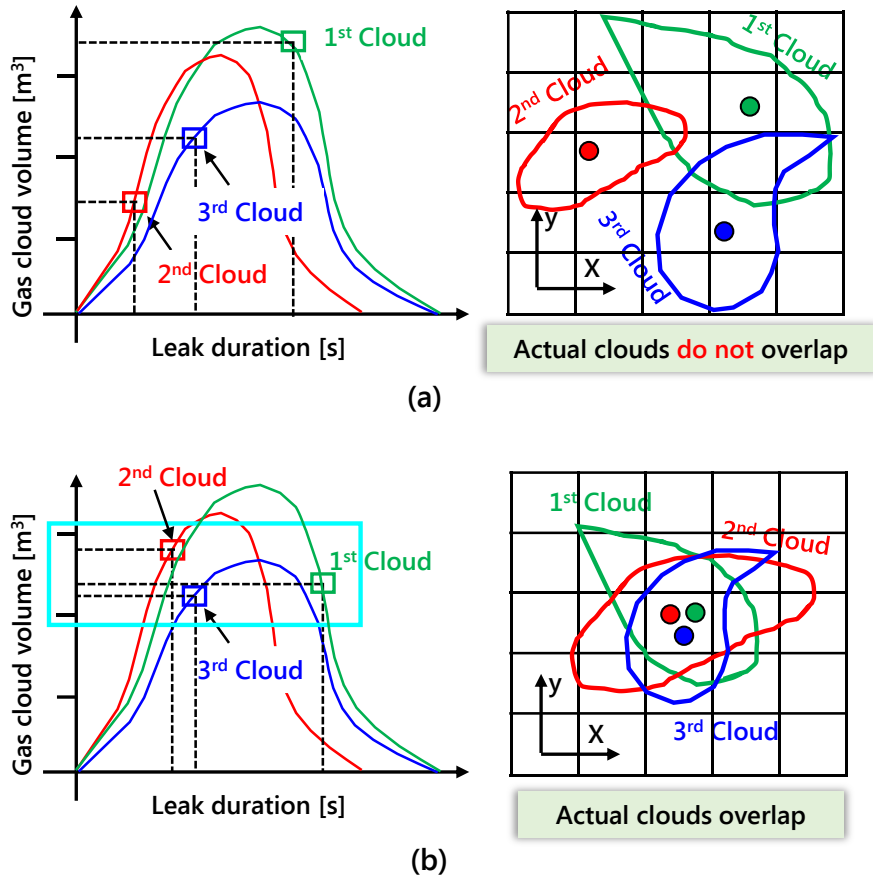 Gas cloud volume [m³]
1ˢᵗ Cloud
3ʳᵈ Cloud
2ⁿᵈ Cloud
Leak duration [s]
1ˢᵗ Cloud
2ⁿᵈ Cloud
3ʳᵈ Cloud
y
X
Actual clouds do not overlap
(a)
Gas cloud volume [m³]
2ⁿᵈ Cloud
1ˢᵗ Cloud
3ʳᵈ Cloud
Leak duration [s]
1ˢᵗ Cloud
2ⁿᵈ Cloud
y
X
3ʳᵈ Cloud
Actual clouds overlap
(b)